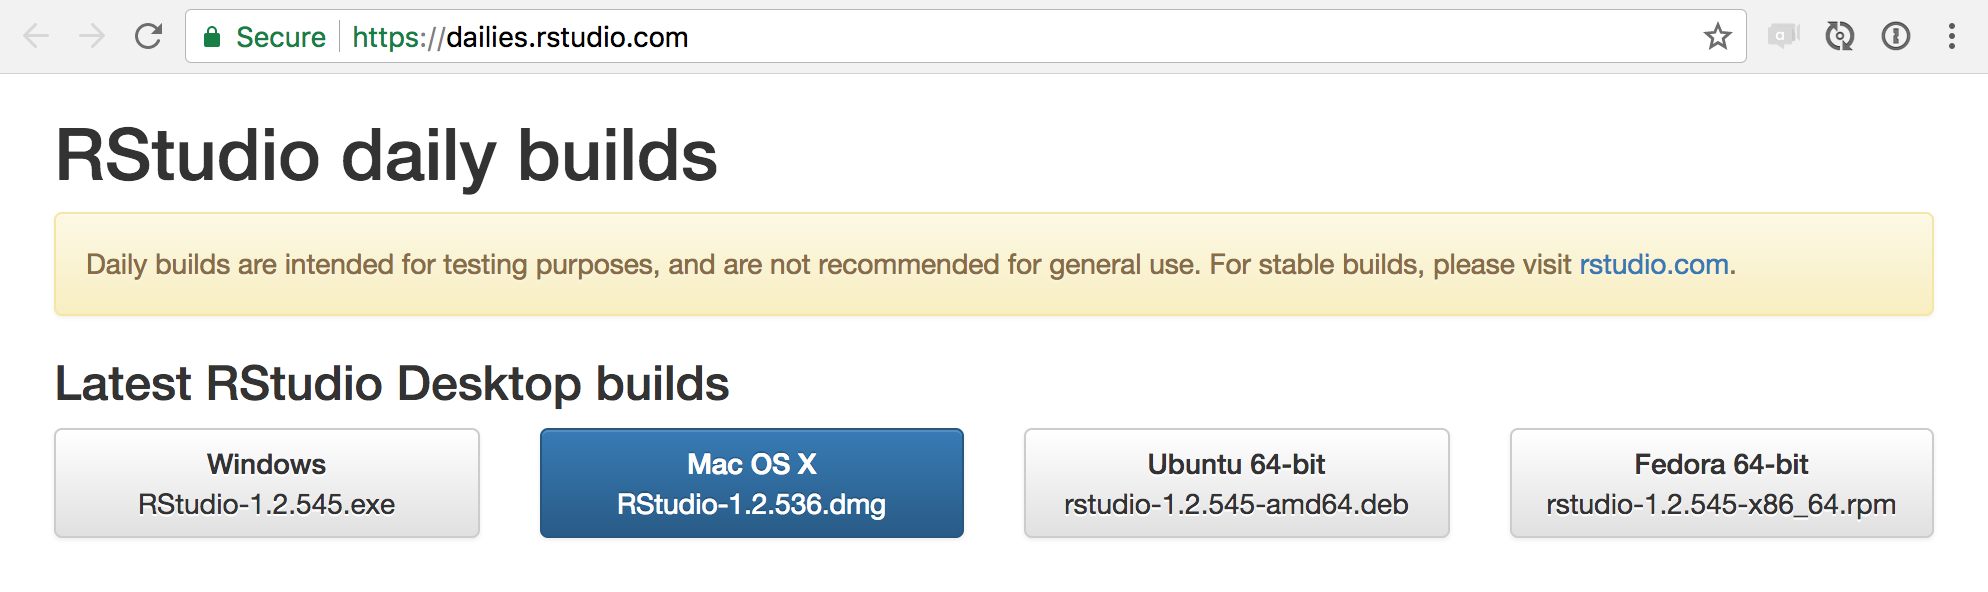 Secure https://dailies.rstudio.com
RStudio daily builds
Daily builds are intended for testing purposes, and are not recommended for general use. For stable builds, please visit rstudio.com.
Latest RStudio Desktop builds
Windows
RStudio-1.2.545.exe
Mac OS X
RStudio-1.2.536.dmg
Ubuntu 64-bit
rstudio-1.2.545-amd64.deb
Fedora 64-bit
rstudio-1.2.545-x86_64.rpm